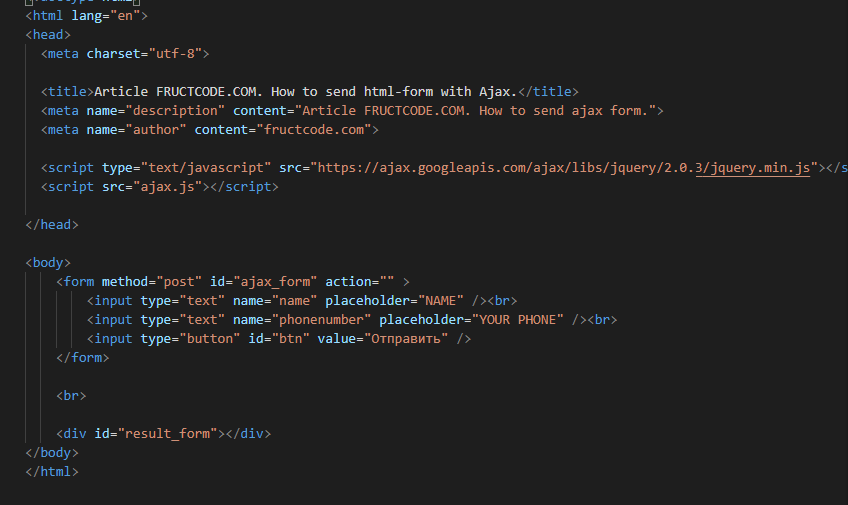 <html lang="en">
<head>
<meta charset="utf-8">
<title>Article FRUCTCODE.COM. How to send html-form with Ajax.</title>
<meta name="description" content="Article FRUCTCODE.COM. How to send ajax form.">
<meta name="author" content="fructcode.com">
<script type="text/javascript" src="https://ajax.googleapis.com/ajax/libs/jquery/2.0.3/jquery.min.js"></s
<script src="ajax.js"></script>
</head>
<body>
<form method="post" id="ajax_form" action="" >
<input type="text" name="name" placeholder="NAME" /><br>
<input type="text" name="phonenumber" placeholder="YOUR PHONE" /><br>
<input type="button" id="btn" value="Отправить" />
</form>
<br>
<div id="result_form"></div>
</body>
</html>